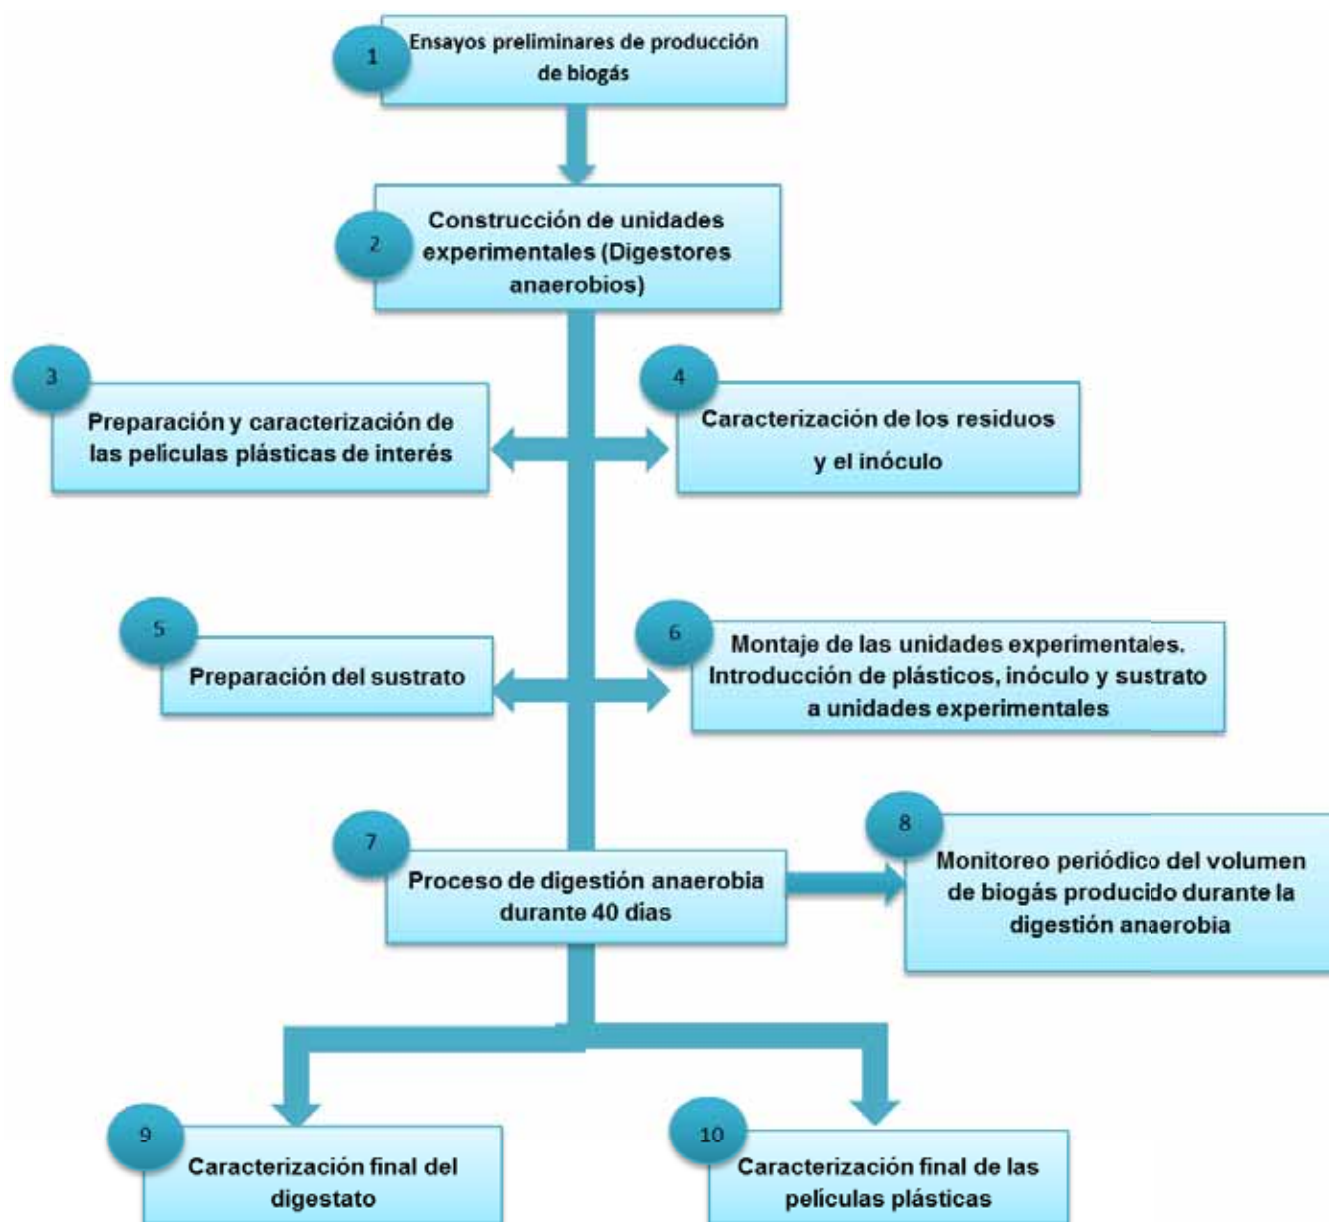 1
Ensayos preliminares de producción
de biogás
2
Construcción de unidades
experimentales (Digestores
anaerobios)
3
Preparación y caracterización de
las películas plásticas de interés
4
Caracterización de los residuos
y el inóculo
5
Preparación del sustrato
6
Montaje de las unidades experimentales.
Introducción de plásticos, inóculo y sustrato
a unidades experimentales
7
Proceso de digestión anaerobia
durante 40 dias
8
Monitoreo periódico del volumen
de biogás producido durante la
digestión anaerobia
9
Caracterización final del
digestato
10
Caracterización final de las
películas plásticas